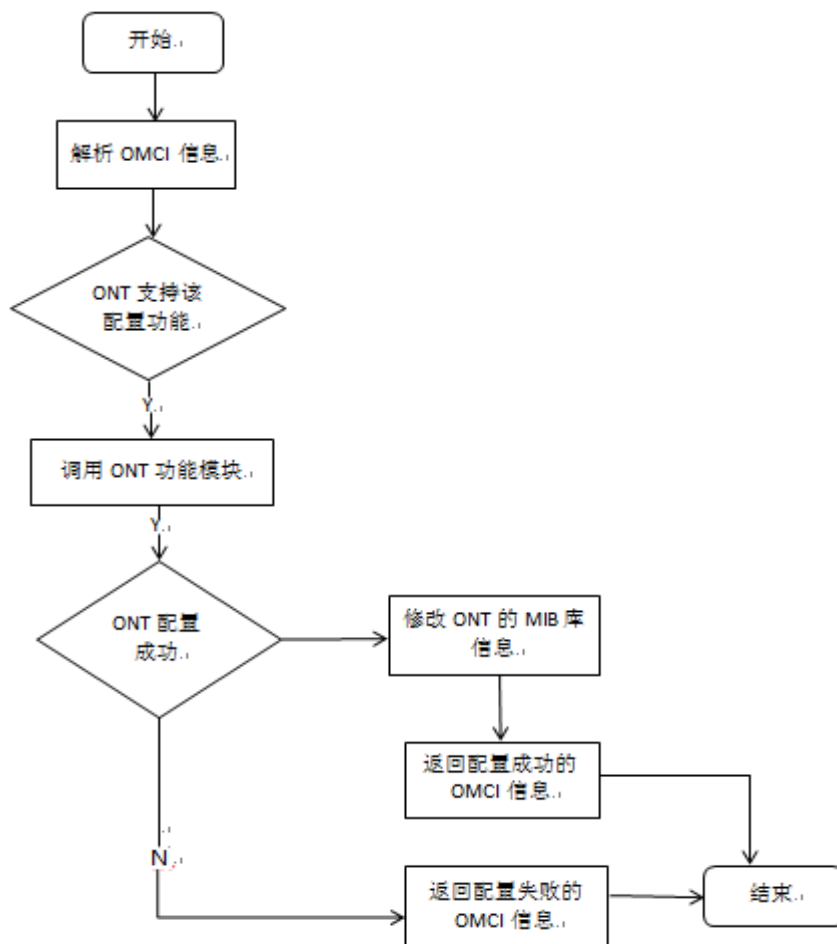 开始
解析 OMCI 信息
ONT 支持该
配置功能
Y
调用 ONT 功能模块
Y
ONT 配置
成功
修改 ONT 的 MIB 库
信息
返回配置成功的
OMCI 信息
N
返回配置失败的
OMCI 信息
结束